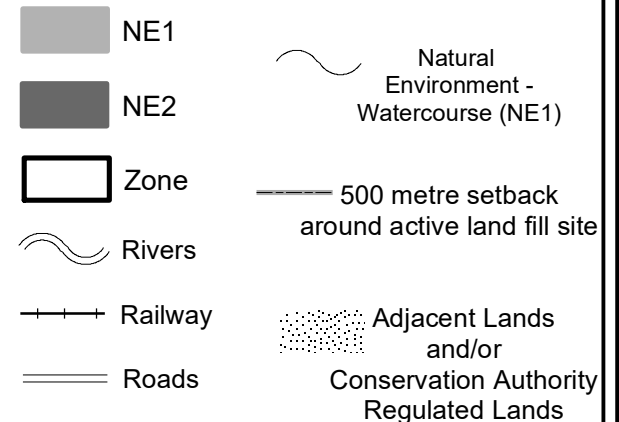 NE1
NE2
Zone
Rivers
Railway
Roads
Natural
Environment -
Watercourse (NE1)
500 metre setback
around active land fill site
Adjacent Lands
and/or
Conservation Authority
Regulated Lands